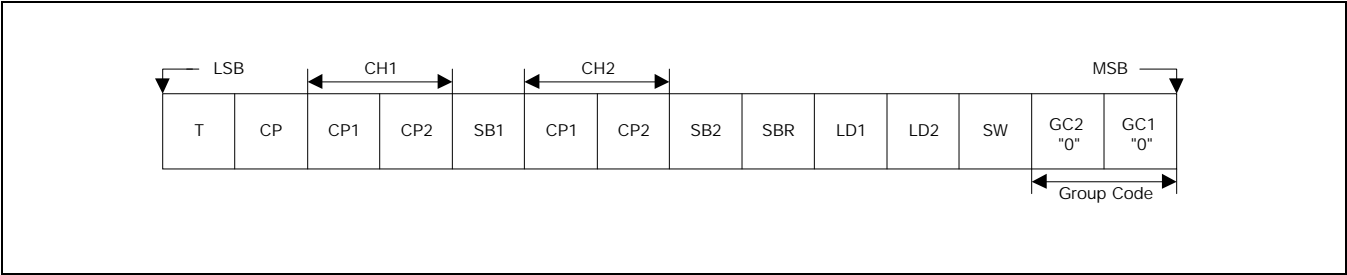 LSB CH1 CH2 MSB
T CP CP1 CP2 SB1 CP1 CP2 SB2 SBR LD1 LD2 SW GC2 GC1
"0" "0"
Group Code